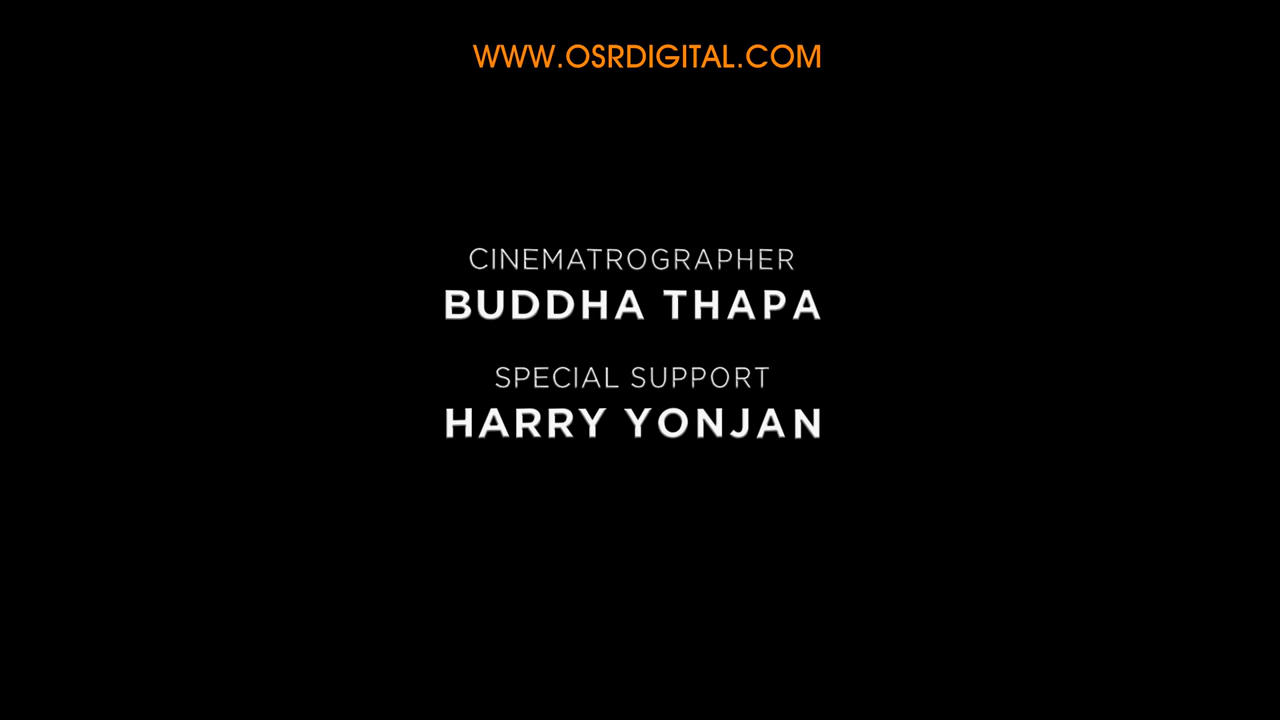 WWW.OSRDIGITAL.COM
CINEMATROGRAPHER
BUDDHA THAPA
SPECIAL SUPPORT
HARRY YONJAN